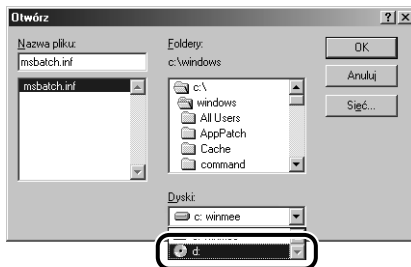 Otwórz
Nazwa pliku:
msbatch.inf
msbatch.inf
Foldery:
c:\windows
c:\
windows
All Users
AppPatch
Cache
command
Dyski:
c: winmee
d:
OK
Anuluj
Sieć...